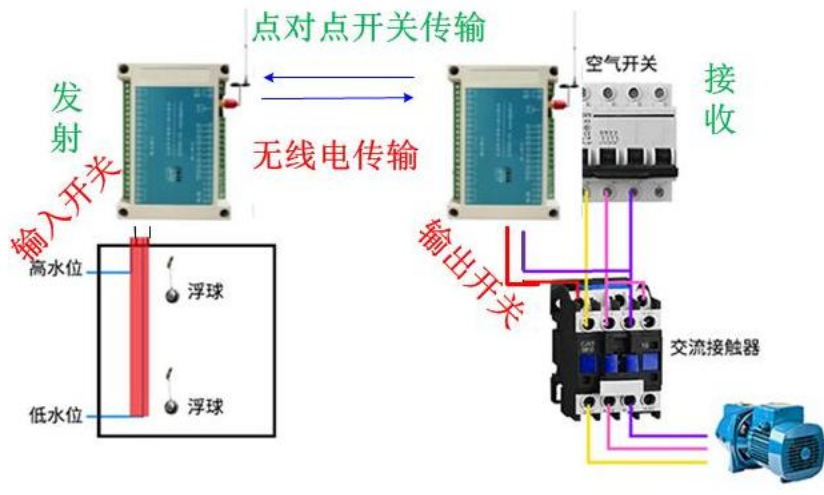 点对点开关传输
空气开关
发射
接收
无线电传输
输入开关
输出开关
高水位
浮球
交流接触器
低水位
浮球